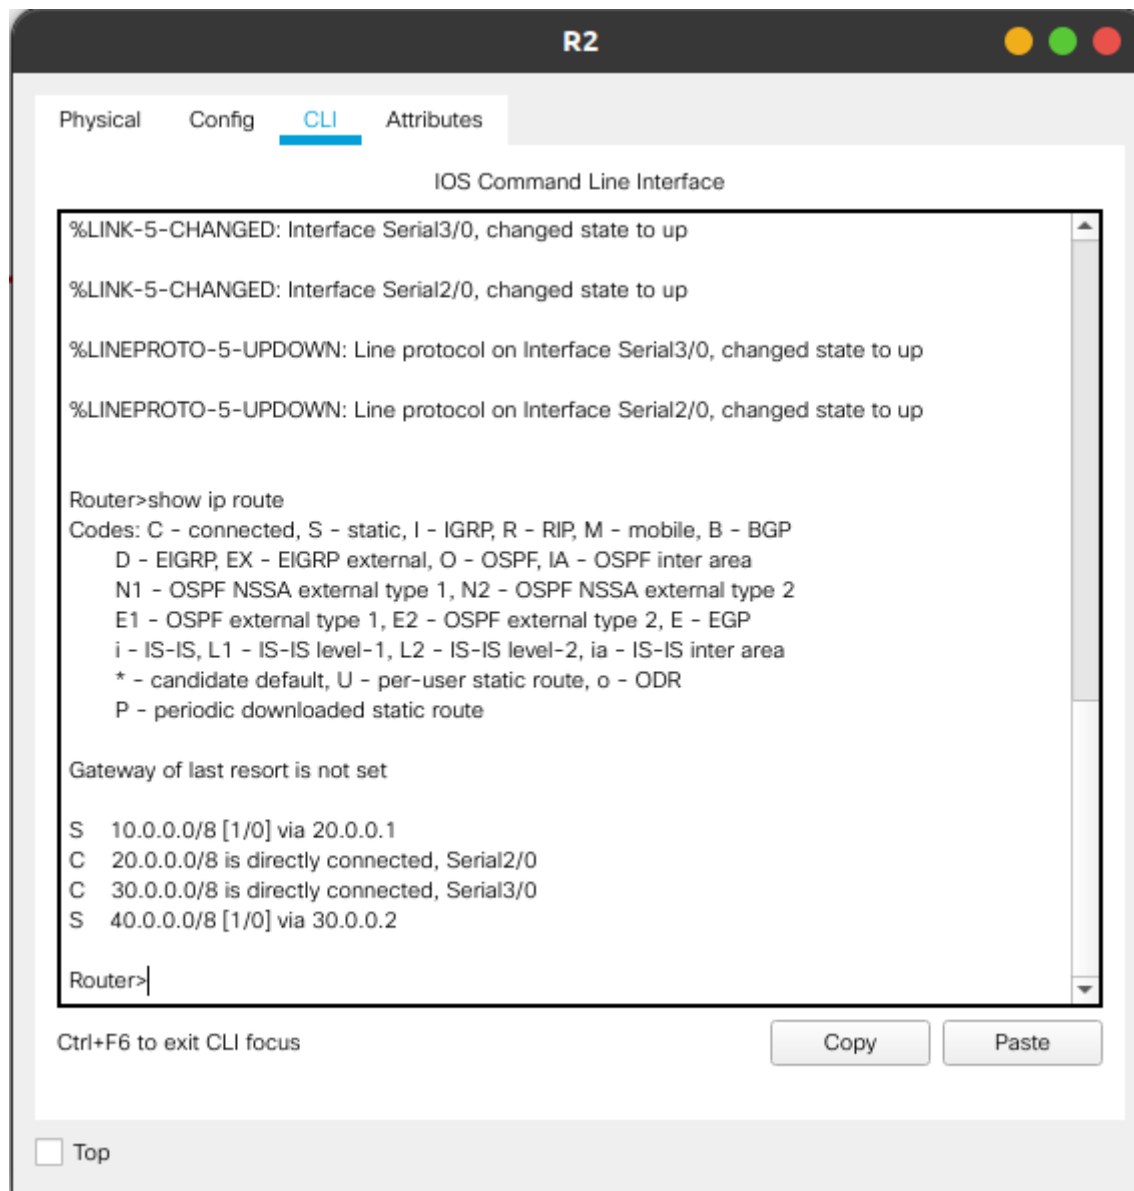 R2
Physical Config CLI Attributes
IOS Command Line Interface
%LINK-5-CHANGED: Interface Serial3/0, changed state to up
%LINK-5-CHANGED: Interface Serial2/0, changed state to up
%LINEPROTO-5-UPDOWN: Line protocol on Interface Serial3/0, changed state to up
%LINEPROTO-5-UPDOWN: Line protocol on Interface Serial2/0, changed state to up
Router>show ip route
Codes: C - connected, S - static, I - IGRP, R - RIP, M - mobile, B - BGP
D - EIGRP, EX - EIGRP external, O - OSPF, IA - OSPF inter area
N1 - OSPF NSSA external type 1, N2 - OSPF NSSA external type 2
E1 - OSPF external type 1, E2 - OSPF external type 2, E - EGP
i - IS-IS, L1 - IS-IS level-1, L2 - IS-IS level-2, ia - IS-IS inter area
* - candidate default, U - per-user static route, o - ODR
P - periodic downloaded static route
Gateway of last resort is not set
S 10.0.0.0/8 [1/0] via 20.0.0.1
C 20.0.0.0/8 is directly connected, Serial2/0
C 30.0.0.0/8 is directly connected, Serial3/0
S 40.0.0.0/8 [1/0] via 30.0.0.2
Router>
Ctrl+F6 to exit CLI focus
Copy Paste
Top